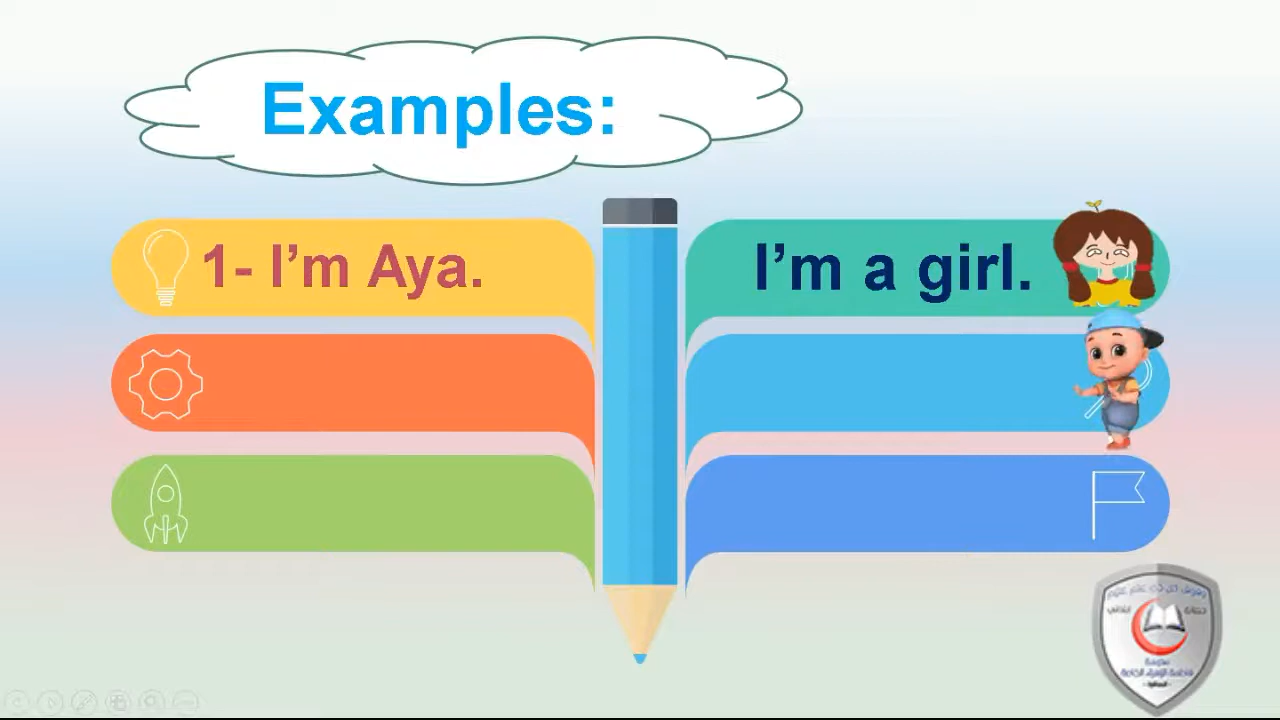 Examples:
1- I’m Aya.
I’m a girl.